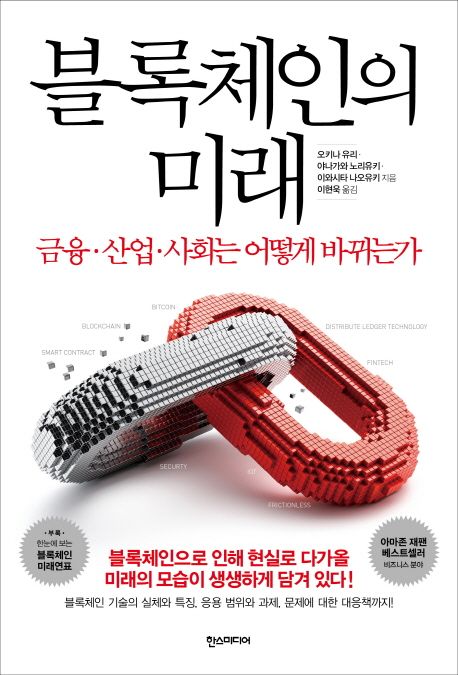 블록체인의
미래
오키나 유리·
야나가와 노리유키·
이와시타 나오유키 지음
이현욱 옮김
금융·산업·사회는 어떻게 바뀌는가
BITCOIN
BLOCKCHAIN
DISTRIBUTE LEDGER TECHNOLOGY
SMART CONTRACT
FINTECH
SECURTY
IOT
FRICTIONLESS
·부록·
한눈에 보는
블록체인
미래연표
아마존 재팬
베스트셀러
비즈니스 분야
블록체인으로 인해 현실로 다가올
미래의 모습이 생생하게 담겨 있다!
블록체인 기술의 실체와 특징, 응용 범위와 과제, 문제에 대한 대응책까지!
한스미디어